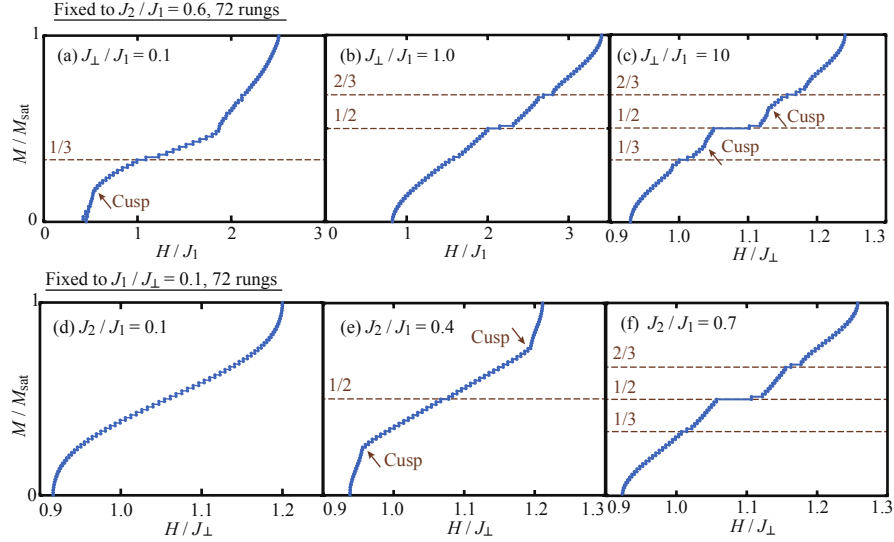 Fixed to J₂ / J₁ = 0.6, 72 rungs
(a) J⊥ / J₁ = 0.1
(b) J⊥ / J₁ = 1.0
(c) J⊥ / J₁ = 10
M / Msat
1
0
1/3
Cusp
0
1
2
3
H / J₁
2/3
1/2
0
1
2
3
H / J₁
2/3
1/2
1/3
Cusp
Cusp
0.9
1.0
1.1
1.2
1.3
H / J⊥
Fixed to J₁ / J⊥ = 0.1, 72 rungs
(d) J₂ / J₁ = 0.1
(e) J₂ / J₁ = 0.4
(f) J₂ / J₁ = 0.7
M / Msat
1
0
0.9
1.0
1.1
1.2
H / J⊥
Cusp
1/2
Cusp
0.9
1.0
1.1
1.2
H / J⊥
2/3
1/2
1/3
0.9
1.0
1.1
1.2
1.3
H / J⊥